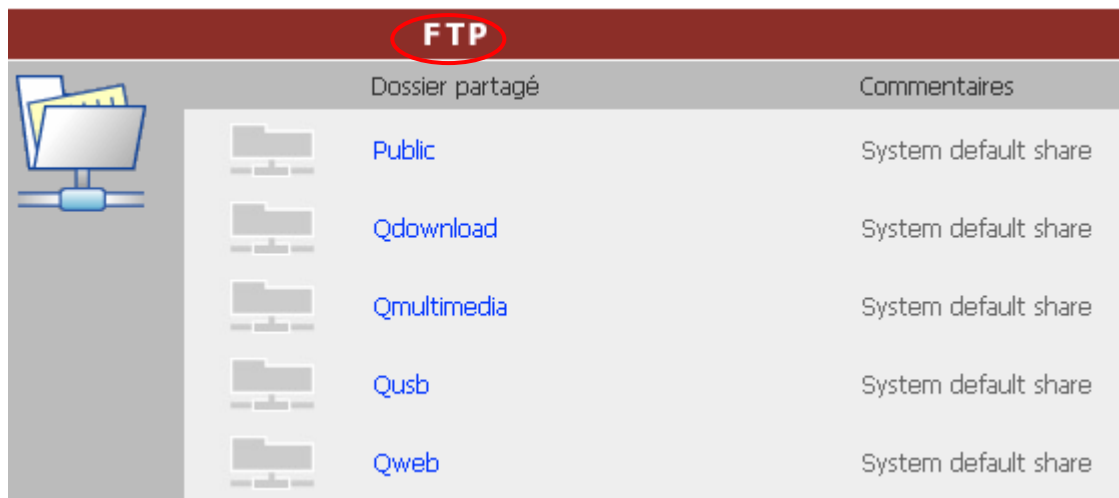 FTP
Dossier partagé Commentaires
Public System default share
Qdownload System default share
Qmultimedia System default share
Qusb System default share
Qweb System default share